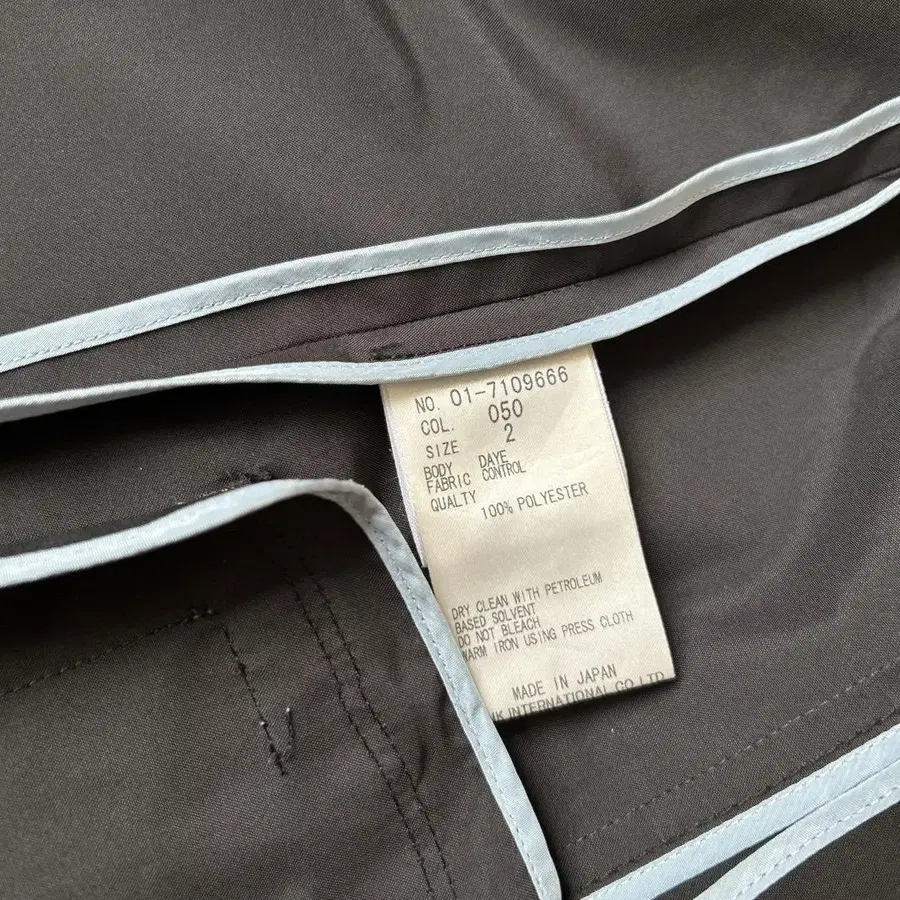 NO. 01-7109666
COL. 050
SIZE 2
BODY DAYE
FABRIC CONTROL
QUALTY
100% POLYESTER
DRY CLEAN WITH PETROLEUM
BASED SOLVENT
DO NOT BLEACH
WARM IRON USING PRESS CLOTH
MADE IN JAPAN
INTERNATIONAL CO LTD